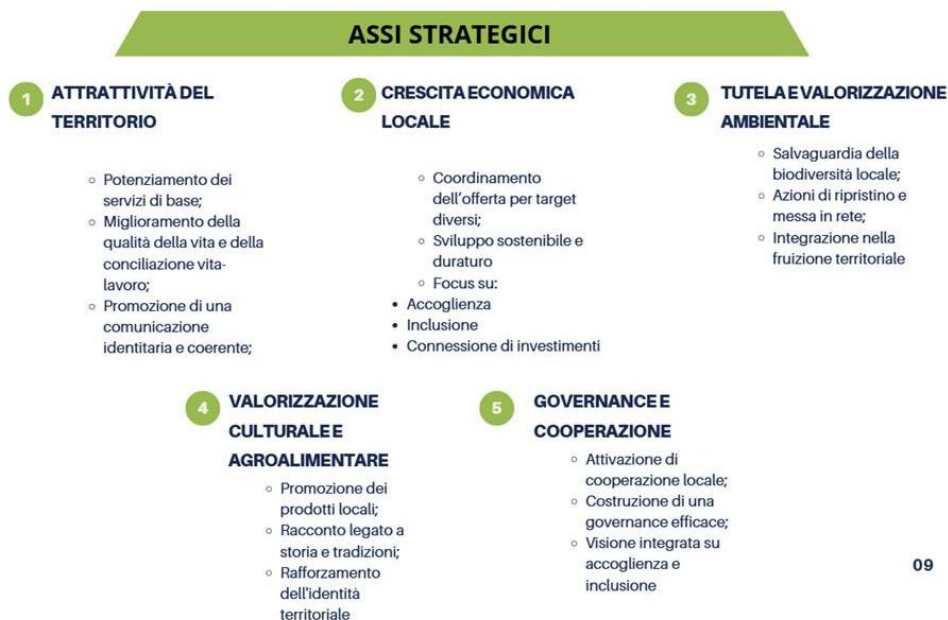 ASSI STRATEGICI
1
ATTRATTIVITÀ DEL
TERRITORIO
◦ Potenziamento dei
servizi di base;
◦ Miglioramento della
qualità della vita e della
conciliazione vita-
lavoro;
◦ Promozione di una
comunicazione
identitaria e coerente;
2
CRESCITA ECONOMICA
LOCALE
◦ Coordinamento
dell'offerta per target
diversi;
◦ Sviluppo sostenibile e
duraturo
◦ Focus su:
• Accoglienza
• Inclusione
• Connessione di investimenti
3
TUTELA E VALORIZZAZIONE
AMBIENTALE
◦ Salvaguardia della
biodiversità locale;
◦ Azioni di ripristino e
messa in rete;
◦ Integrazione nella
fruizione territoriale
4
VALORIZZAZIONE
CULTURALE E
AGROALIMENTARE
◦ Promozione dei
prodotti locali;
◦ Racconto legato a
storia e tradizioni;
◦ Rafforzamento
dell'identità
territoriale
5
GOVERNANCE E
COOPERAZIONE
◦ Attivazione di
cooperazione locale;
◦ Costruzione di una
governance efficace;
◦ Visione integrata su
accoglienza e
inclusione
09